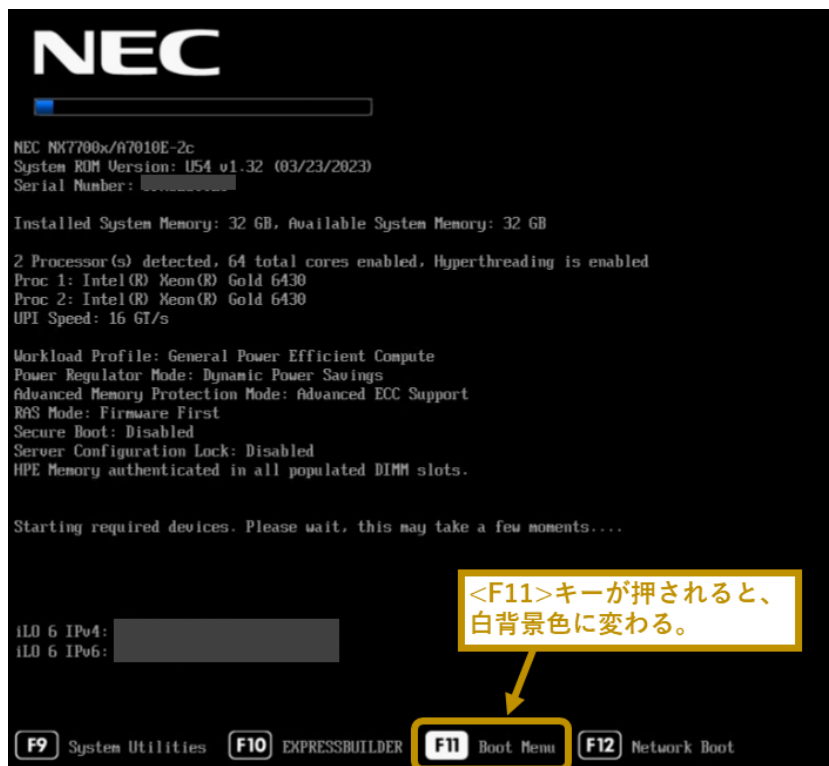 NEC
NEC NX7700x/A7010E-2c
System ROM Version: U54 v1.32 (03/23/2023)
Serial Number:
Installed System Memory: 32 GB, Available System Memory: 32 GB
2 Processor(s) detected, 64 total cores enabled, Hyperthreading is enabled
Proc 1: Intel(R) Xeon(R) Gold 6430
Proc 2: Intel(R) Xeon(R) Gold 6430
UPI Speed: 16 GT/s
Workload Profile: General Power Efficient Compute
Power Regulator Mode: Dynamic Power Savings
Advanced Memory Protection Mode: Advanced ECC Support
RAS Mode: Firmware First
Secure Boot: Disabled
Server Configuration Lock: Disabled
HPE Memory authenticated in all populated DIMM slots.
Starting required devices. Please wait, this may take a few moments....
<F11>キーが押されると、
白背景色に変わる。
iLO 6 IPv4:
iLO 6 IPv6:
F9 System Utilities F10 EXPRESSBUILDER F11 Boot Menu F12 Network Boot